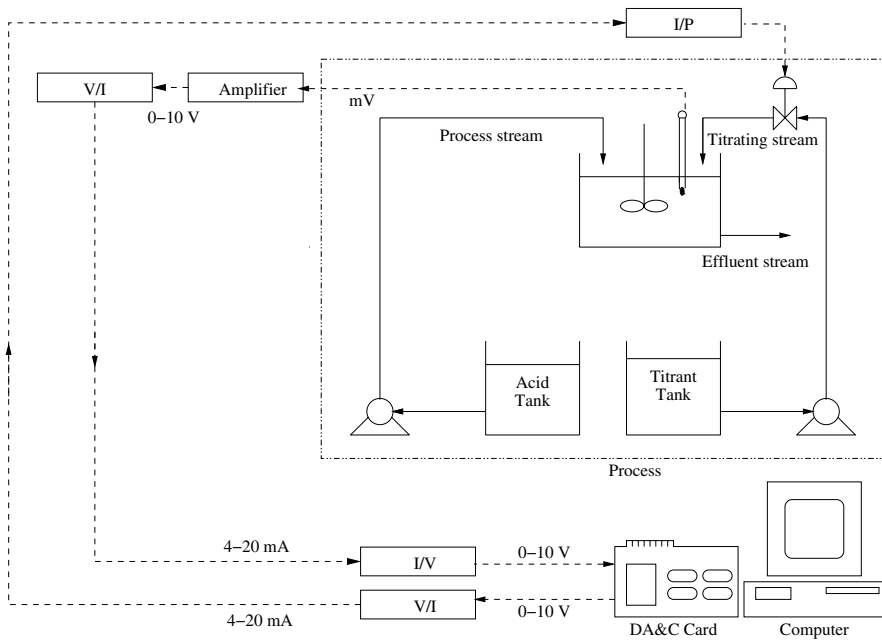 I/P
V/I
Amplifier
mV
0−10 V
Process stream
Titrating stream
Effluent stream
Acid
Tank
Titrant
Tank
Process
4−20 mA
I/V
0−10 V
V/I
4−20 mA
0−10 V
DA&C Card
Computer